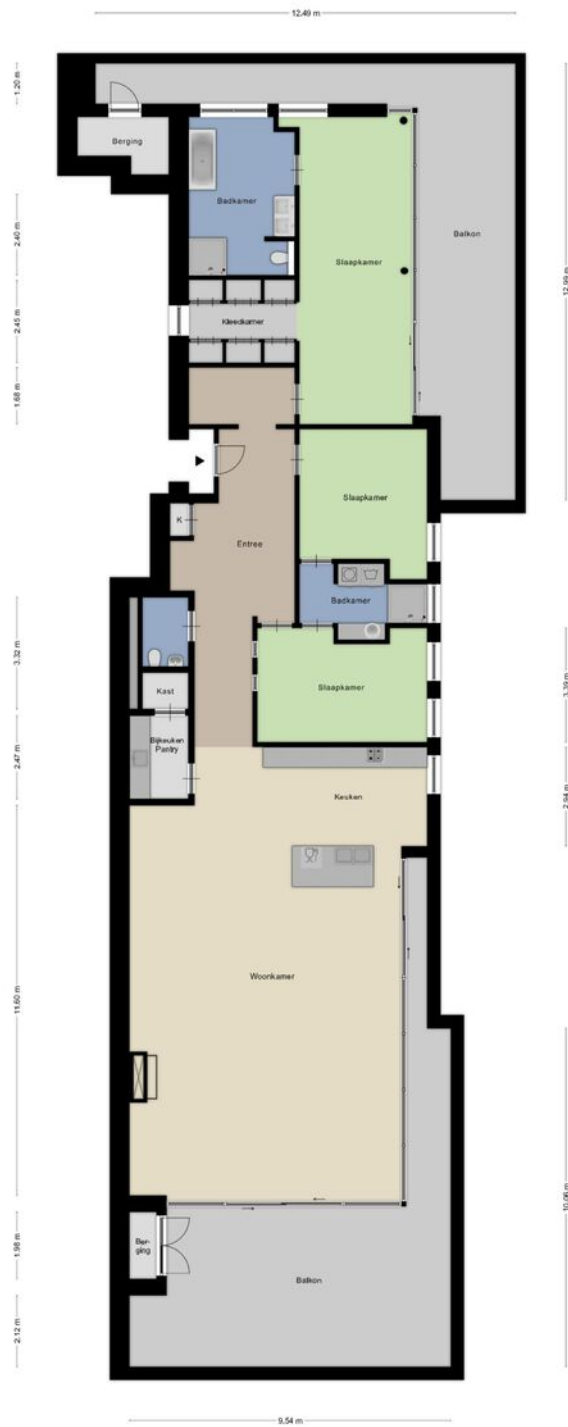 12.49 m
1.20 m
Berging
Badkamer
Slaapkamer
Balkon
12.99 m
2.40 m
2.45 m
Kleedkamer
1.68 m
Slaapkamer
K
Entree
Badkamer
3.32 m
Slaapkamer
3.39 m
Kast
Bijkeuken
Pantry
2.47 m
Keuken
2.94 m
Woonkamer
11.60 m
10.06 m
Ber-
ging
1.98 m
Balkon
2.12 m
9.54 m